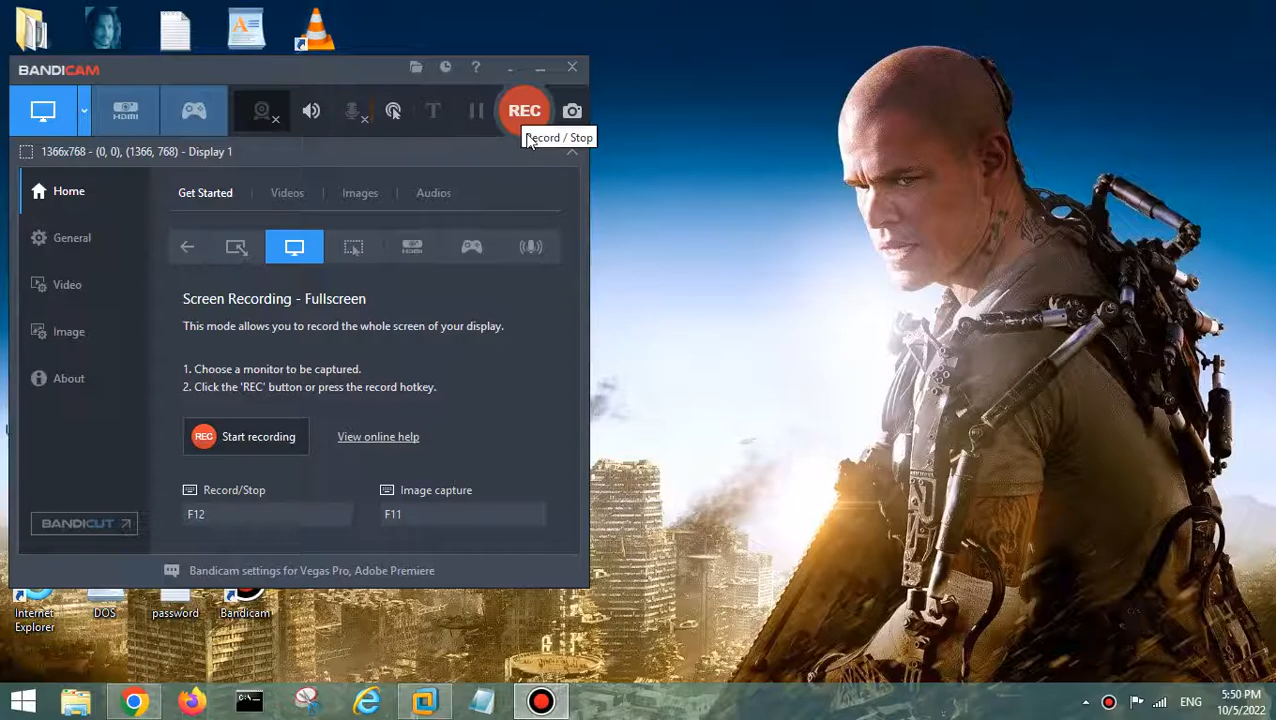 BANDICAM
?
HDMI
T
REC
Record / Stop
1366x768 - (0, 0), (1366, 768) - Display 1
Home
Get Started | Videos | Images | Audios
General
HDMI
Video
Screen Recording - Fullscreen
This mode allows you to record the whole screen of your display.
Image
1. Choose a monitor to be captured.
About
2. Click the 'REC' button or press the record hotkey.
REC Start recording
View online help
Record/Stop
Image capture
F12
F11
BANDICUT
Bandicam settings for Vegas Pro, Adobe Premiere
Internet Explorer
DOS
password
Bandicam
C:\
ENG
5:50 PM
10/5/2022